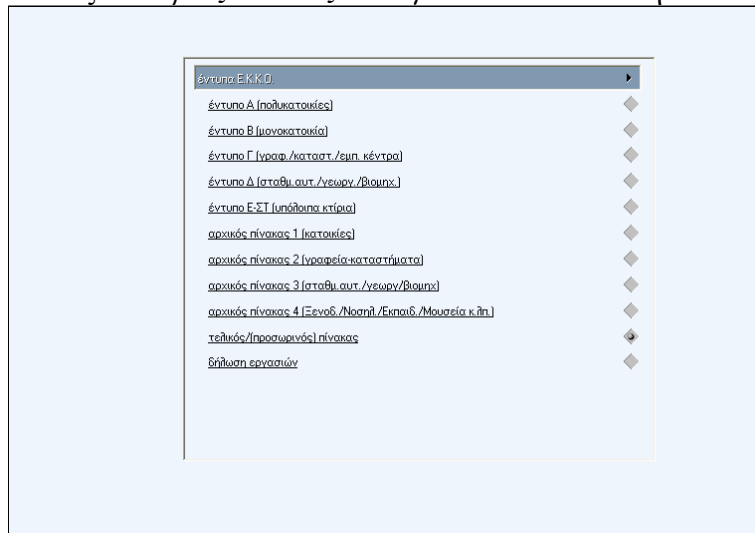 έντυπα Ε.Κ.Κ.Ο.
έντυπο Α (πολυκατοικίες)
έντυπο Β (μονοκατοικία)
έντυπο Γ (γραφ./καταστ./εμπ. κέντρα)
έντυπο Δ (σταθμ.αυτ./γεωργ./βιομηχ.)
έντυπο Ε-ΣΤ (υπόλοιπα κτίρια)
αρχικός πίνακας 1 (κατοικίες)
αρχικός πίνακας 2 (γραφεία-καταστήματα)
αρχικός πίνακας 3 (σταθμ.αυτ./γεωργ/βιομηχ)
αρχικός πίνακας 4 (Ξενοδ./Νοσηλ./Εκπαιδ./Μουσεία κ.λπ.)
τελικός/(προσωρινός) πίνακας
δήλωση εργασιών